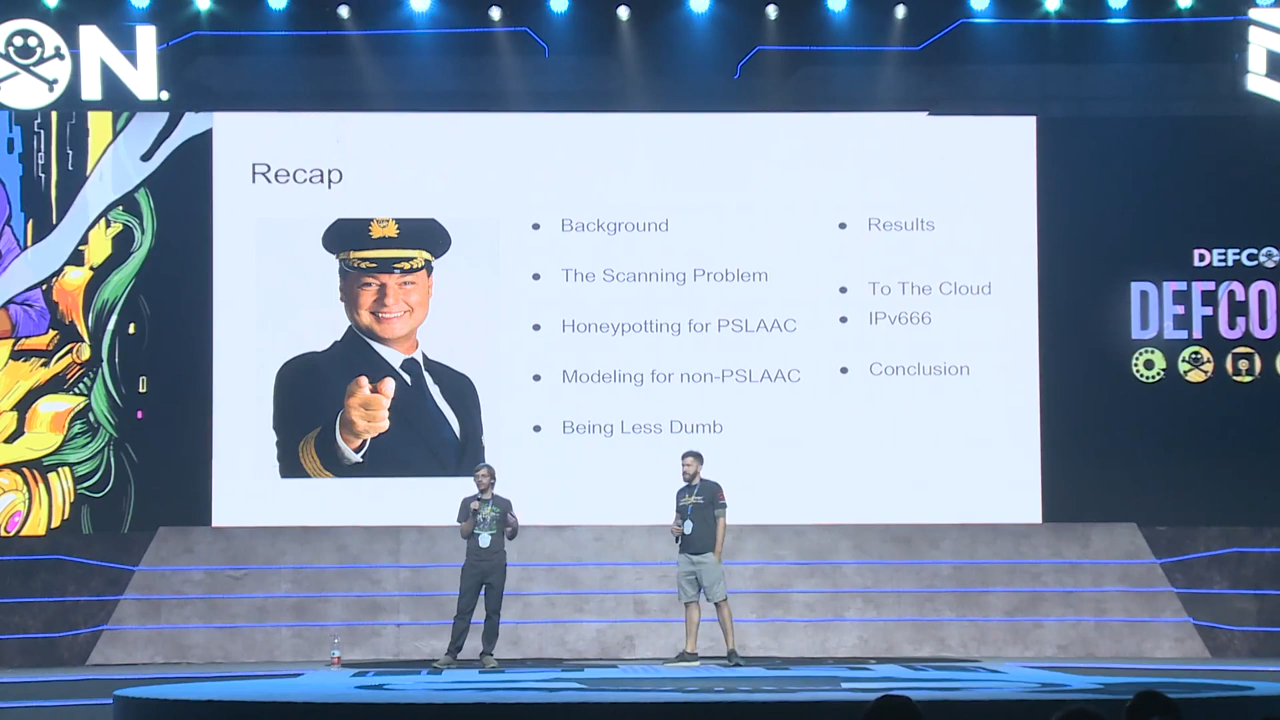 ON.
Recap
Background
The Scanning Problem
Honeypotting for PSLAAC
Modeling for non-PSLAAC
Being Less Dumb
Results
To The Cloud
IPv666
Conclusion
DEFCO
DEFCO